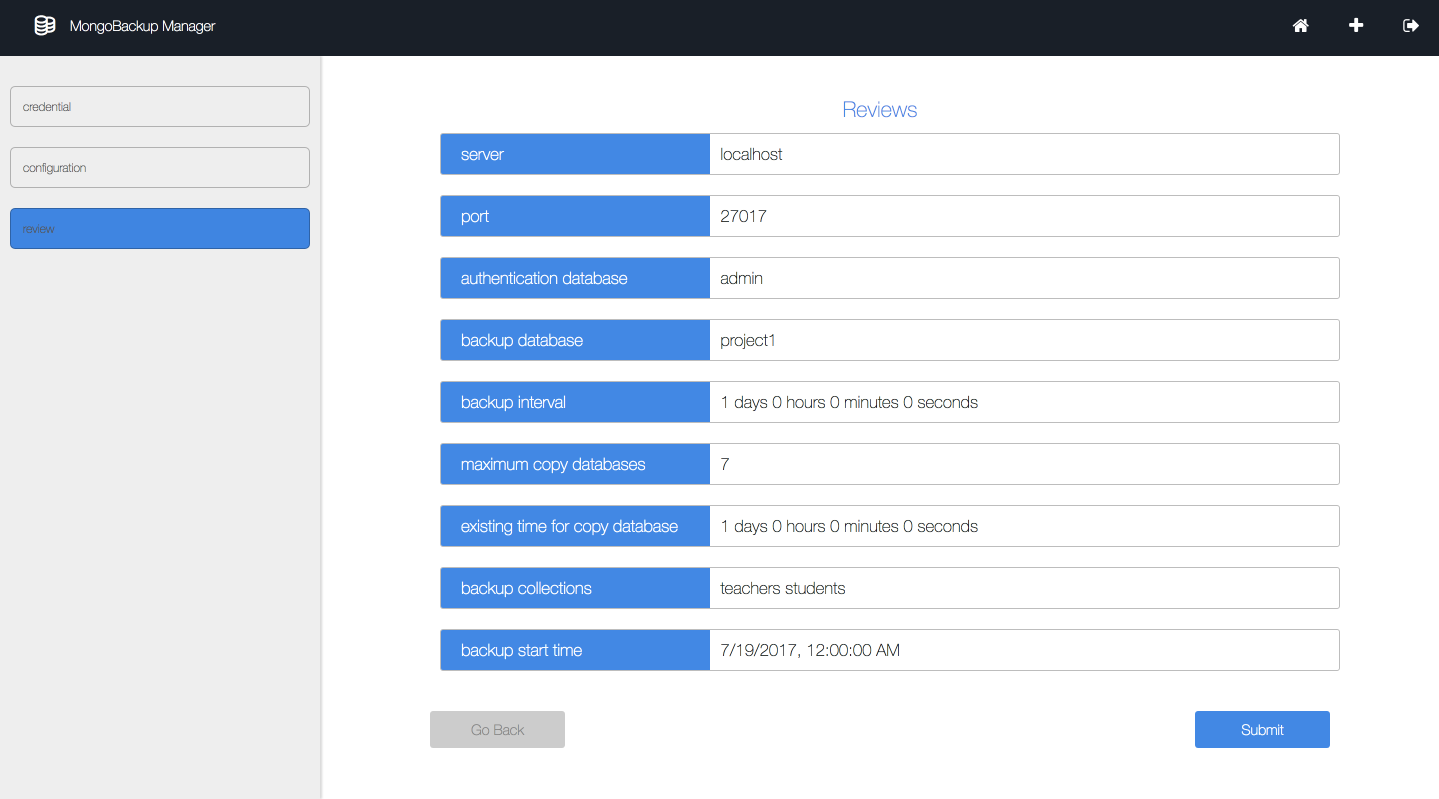 MongoBackup Manager
credential
configuration
review
Reviews
server localhost
port 27017
authentication database admin
backup database project1
backup interval 1 days 0 hours 0 minutes 0 seconds
maximum copy databases 7
existing time for copy database 1 days 0 hours 0 minutes 0 seconds
backup collections teachers students
backup start time 7/19/2017, 12:00:00 AM
Go Back Submit